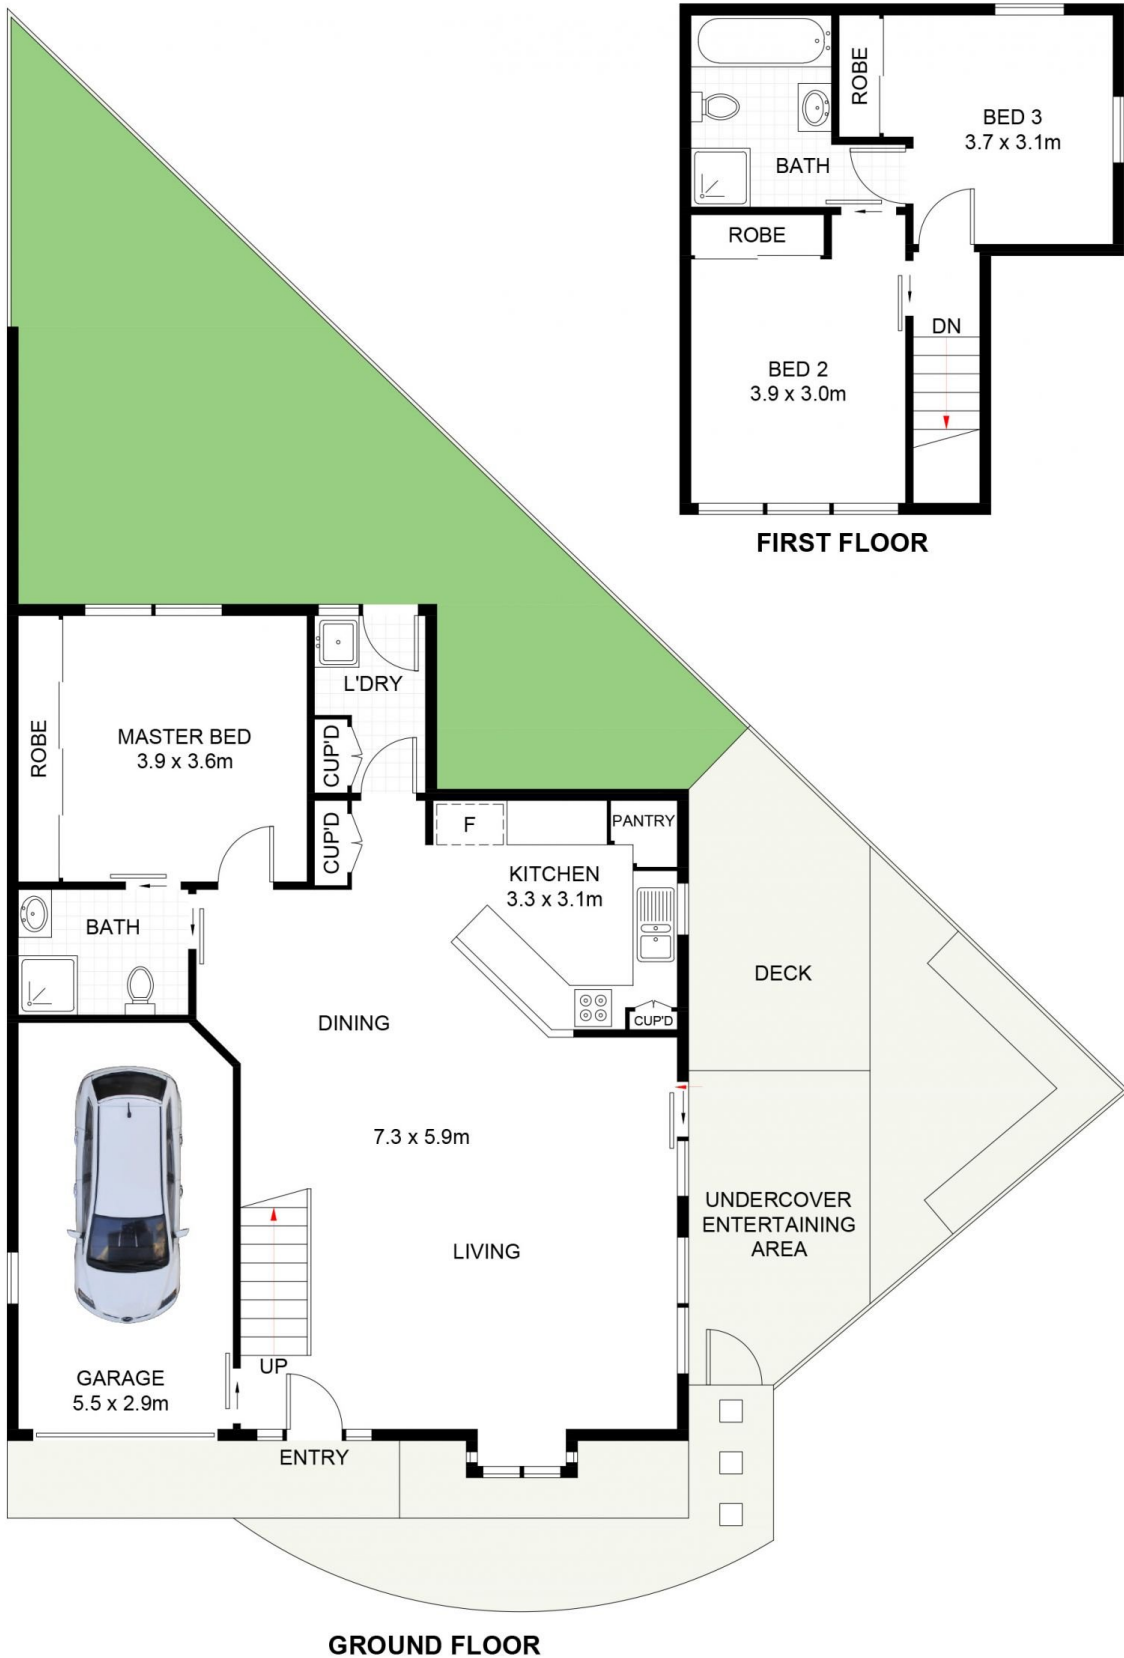 ROBE
BED 3
3.7 x 3.1m
BATH
ROBE
DN
BED 2
3.9 x 3.0m
FIRST FLOOR
L'DRY
ROBE
MASTER BED
3.9 x 3.6m
CUP'D
CUP'D
F
PANTRY
KITCHEN
3.3 x 3.1m
BATH
DECK
DINING
CUP'D
7.3 x 5.9m
UNDERCOVER
ENTERTAINING
AREA
LIVING
UP
GARAGE
5.5 x 2.9m
ENTRY
GROUND FLOOR